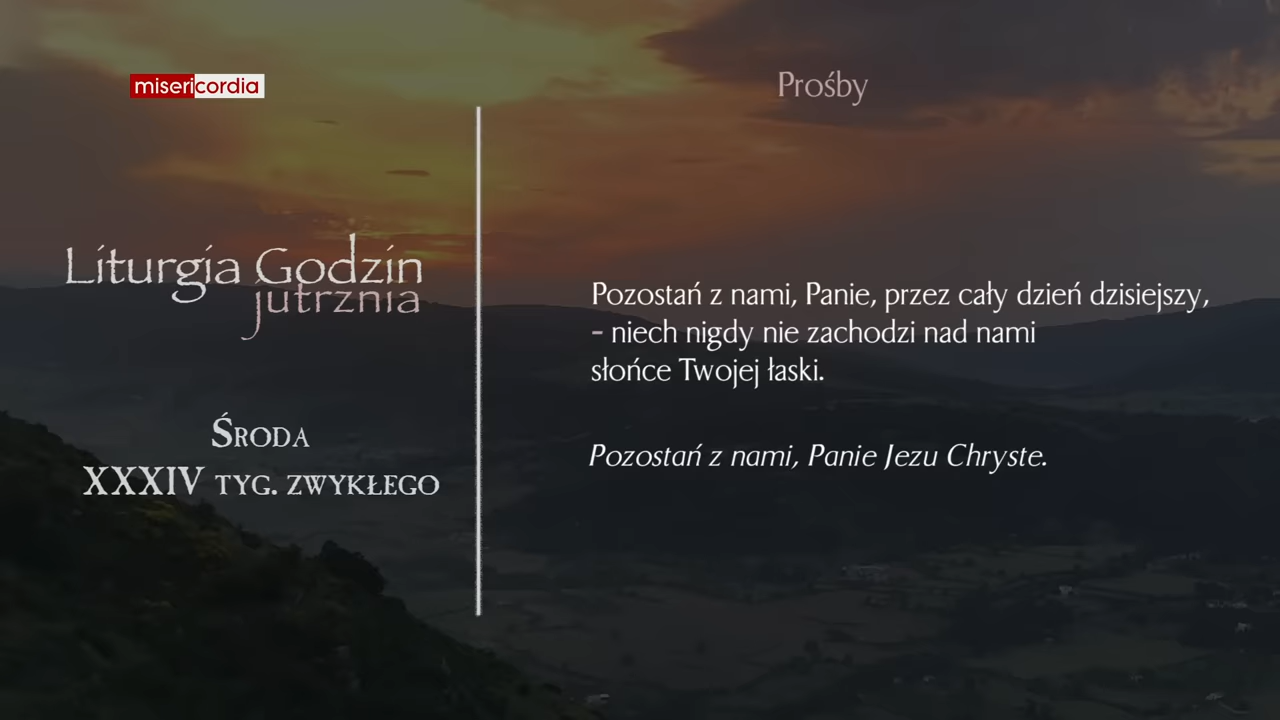 misericordia
Liturgia Godzin
jutrznia
Środa
XXXIV tyg. zwykłego
Prośby
Pozostań z nami, Panie, przez cały dzień dzisiejszy,
- niech nigdy nie zachodzi nad nami
słońce Twojej łaski.
Pozostań z nami, Panie Jezu Chryste.